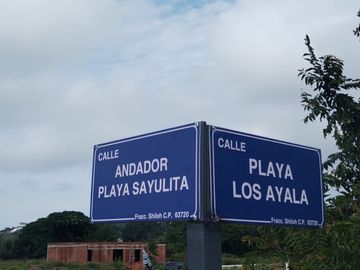 CALLE
ANDADOR
PLAYA SAYULITA
Fracc. Shiloh C.P. 63720
CALLE
PLAYA
LOS AYALA
Fracc. Shiloh C.P. 63720